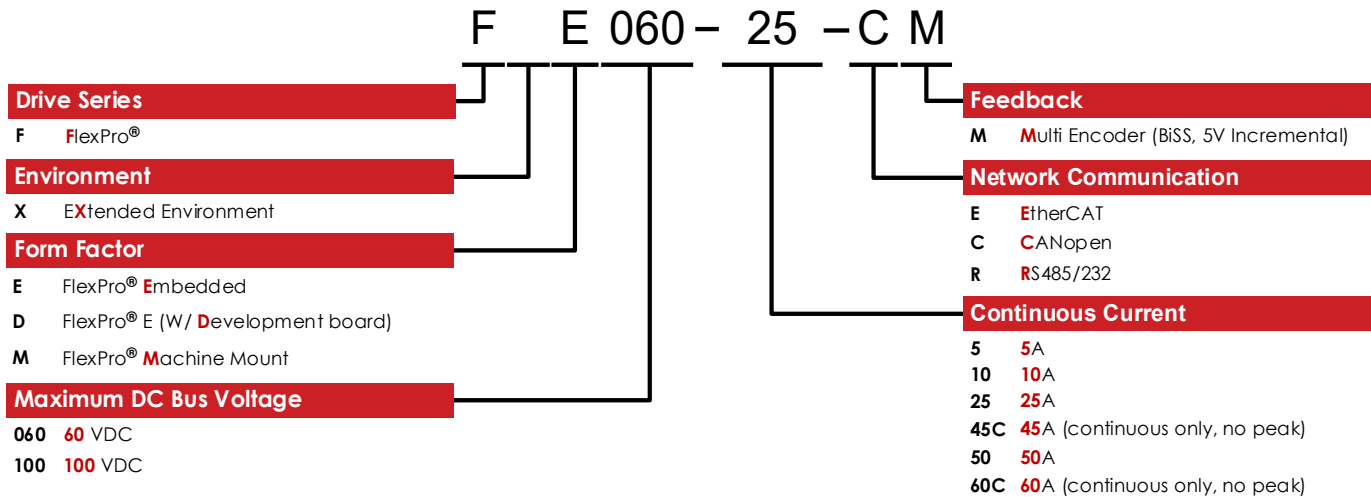 F E 060 – 25 – C M
Drive Series
F FlexPro®
Environment
X EXtended Environment
Form Factor
E FlexPro® Embedded
D FlexPro® E (W/ Development board)
M FlexPro® Machine Mount
Maximum DC Bus Voltage
060 60 VDC
100 100 VDC
Feedback
M Multi Encoder (BiSS, 5V Incremental)
Network Communication
E EtherCAT
C CANopen
R RS485/232
Continuous Current
5 5A
10 10A
25 25A
45C 45A (continuous only, no peak)
50 50A
60C 60A (continuous only, no peak)